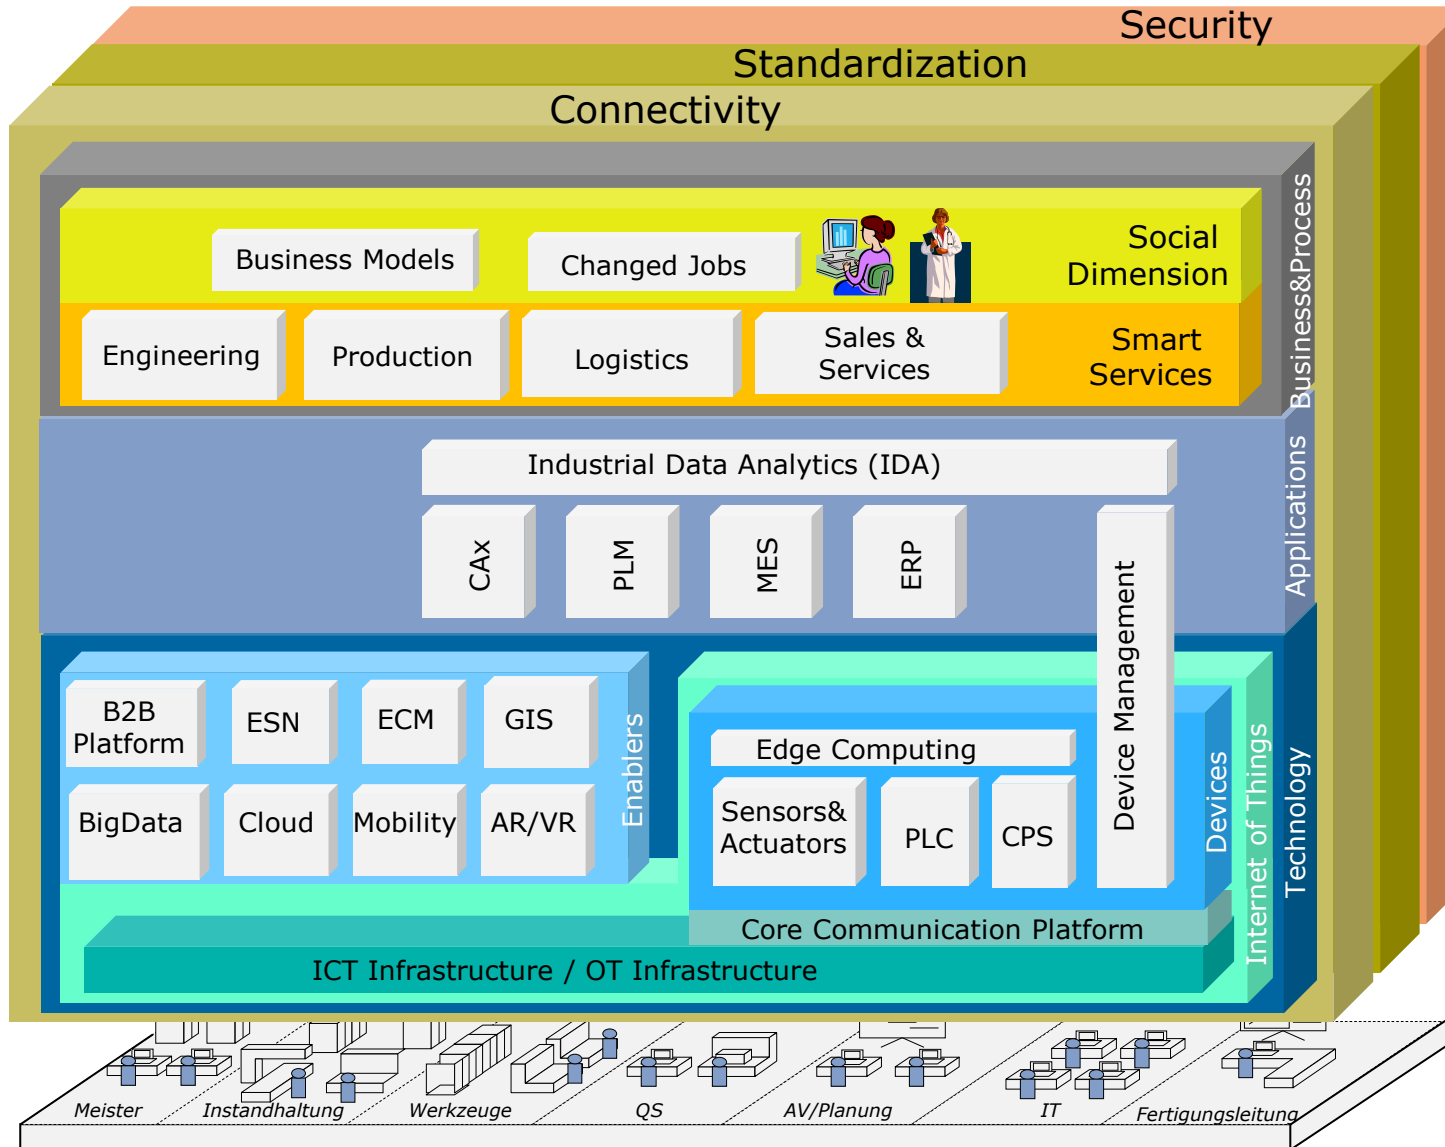 Security
Standardization
Connectivity
Business&Process
Social
Dimension
Business Models
Changed Jobs
Engineering
Production
Logistics
Sales &
Services
Smart
Services
Applications
Industrial Data Analytics (IDA)
CAx
PLM
MES
ERP
Device Management
Technology
Internet of Things
Enablers
B2B
Platform
ESN
ECM
GIS
BigData
Cloud
Mobility
AR/VR
Devices
Edge Computing
Sensors&
Actuators
PLC
CPS
Core Communication Platform
ICT Infrastructure / OT Infrastructure
Meister
Instandhaltung
Werkzeuge
QS
AV/Planung
IT
Fertigungsleitung